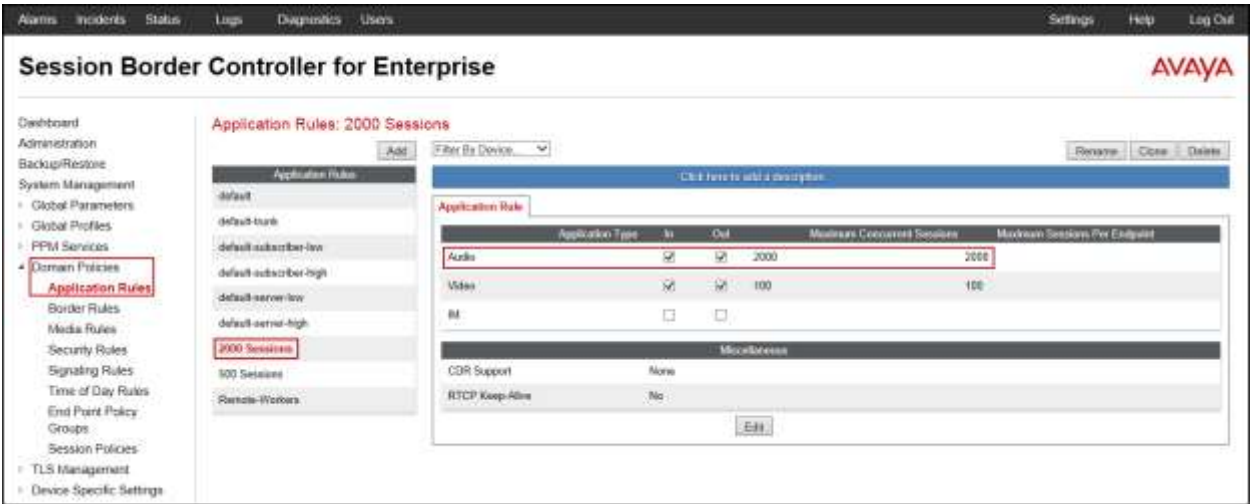 Alarms Incidents Status Logs Diagnostics Users Settings Help Log Out
Session Border Controller for Enterprise
AVAYA
Dashboard
Administration
Backup/Restore
System Management
Global Parameters
Global Profiles
PPM Services
Domain Policies
Application Rules
Border Rules
Media Rules
Security Rules
Signaling Rules
Time of Day Rules
End Point Policy
Groups
Session Policies
TLS Management
Device Specific Settings
Application Rules: 2000 Sessions
Add
Filter By Device...
Rename Clone Delete
Application Rules
default
default-trunk
default-subscriber-low
default-subscriber-high
default-server-low
default-server-high
2000 Sessions
500 Sessions
Remote-Workers
Click here to add a description.
Application Rule
Application Type In Out Maximum Concurrent Sessions Maximum Sessions Per Endpoint
Audio 2000 2000
Video 100 100
IM
Miscellaneous
CDR Support None
RTCP Keep-Alive No
Edit